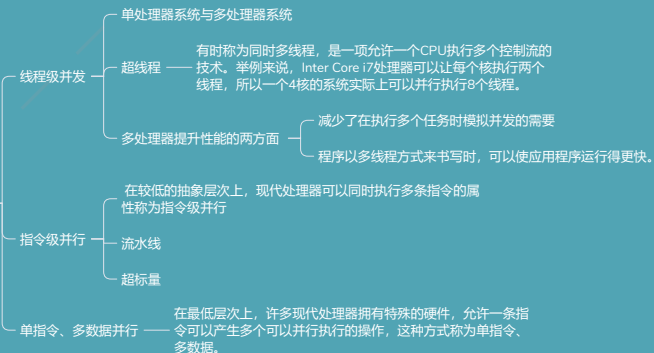 单处理器系统与多处理器系统
线程级并发
超线程
有时称为同时多线程，是一项允许一个CPU执行多个控制流的
技术。举例来说，Inter Core i7处理器可以让每个核执行两个
线程，所以一个4核的系统实际上可以并行执行8个线程。
多处理器提升性能的两方面
减少了在执行多个任务时模拟并发的需要
程序以多线程方式来书写时，可以使应用程序运行得更快。
指令级并行
在较低的抽象层次上，现代处理器可以同时执行多条指令的属
性称为指令级并行
流水线
超标量
单指令、多数据并行
在最低层次上，许多现代处理器拥有特殊的硬件，允许一条指
令可以产生多个可以并行执行的操作，这种方式称为单指令、
多数据。